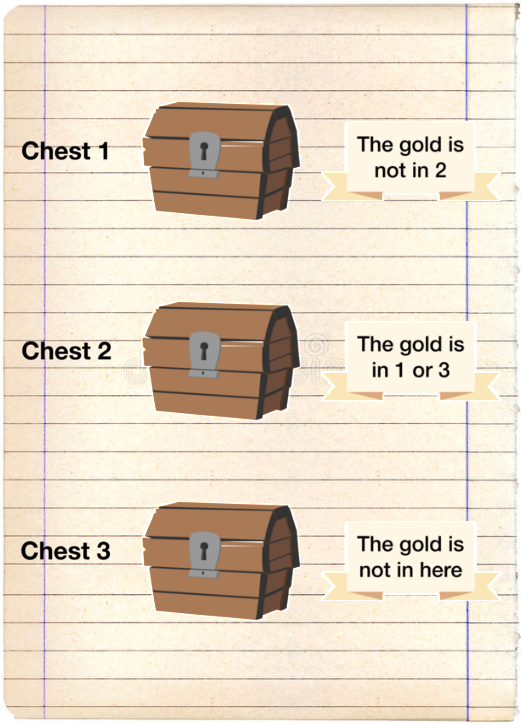 Chest 1
The gold is
not in 2
Chest 2
The gold is
in 1 or 3
Chest 3
The gold is
not in here